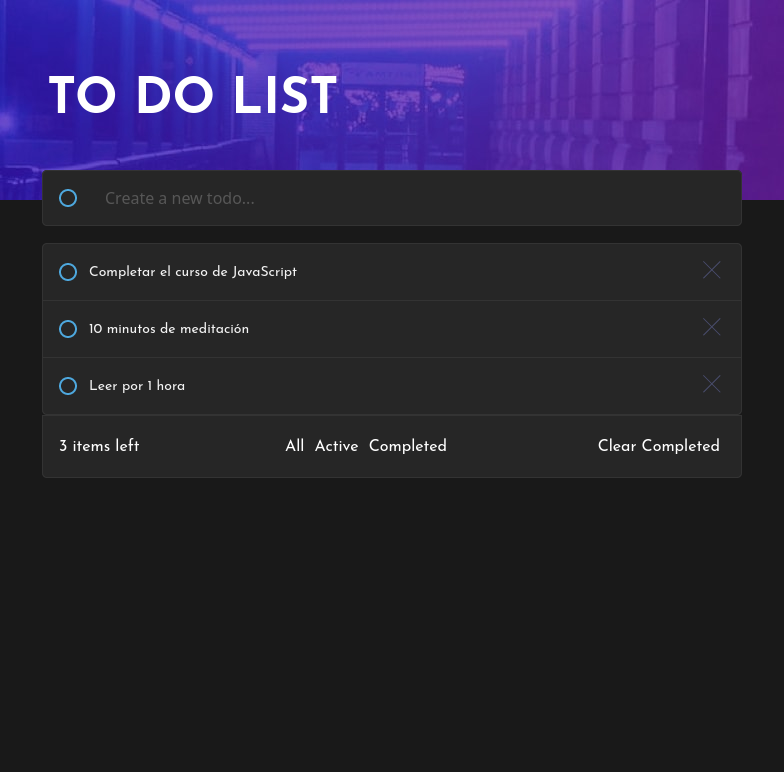 TO DO LIST
Create a new todo...
Completar el curso de JavaScript
10 minutos de meditación
Leer por 1 hora
3 items left All Active Completed Clear Completed